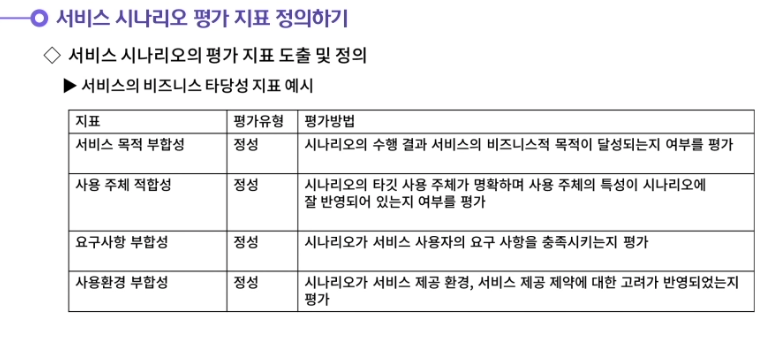 서비스 시나리오 평가 지표 정의하기
◇ 서비스 시나리오의 평가 지표 도출 및 정의
▶ 서비스의 비즈니스 타당성 지표 예시
지표 평가유형 평가방법
서비스 목적 부합성 정성 시나리오의 수행 결과 서비스의 비즈니스적 목적이 달성되는지 여부를 평가
사용 주체 적합성 정성 시나리오의 타깃 사용 주체가 명확하며 사용 주체의 특성이 시나리오에
잘 반영되어 있는지 여부를 평가
요구사항 부합성 정성 시나리오가 서비스 사용자의 요구 사항을 충족시키는지 평가
사용환경 부합성 정성 시나리오가 서비스 제공 환경, 서비스 제공 제약에 대한 고려가 반영되었는지
평가